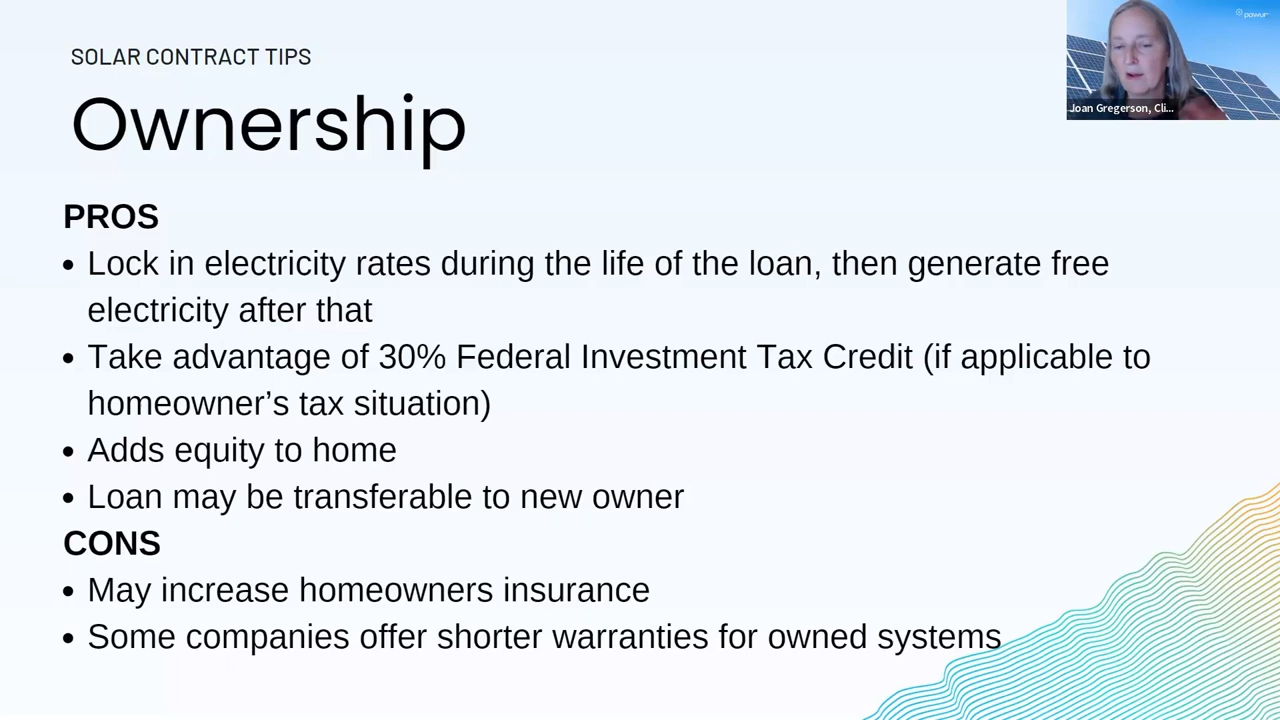 SOLAR CONTRACT TIPS
Ownership
powur
Joan Gregerson, Cli...
PROS
• Lock in electricity rates during the life of the loan, then generate free
electricity after that
• Take advantage of 30% Federal Investment Tax Credit (if applicable to
homeowner’s tax situation)
• Adds equity to home
• Loan may be transferable to new owner
CONS
• May increase homeowners insurance
• Some companies offer shorter warranties for owned systems